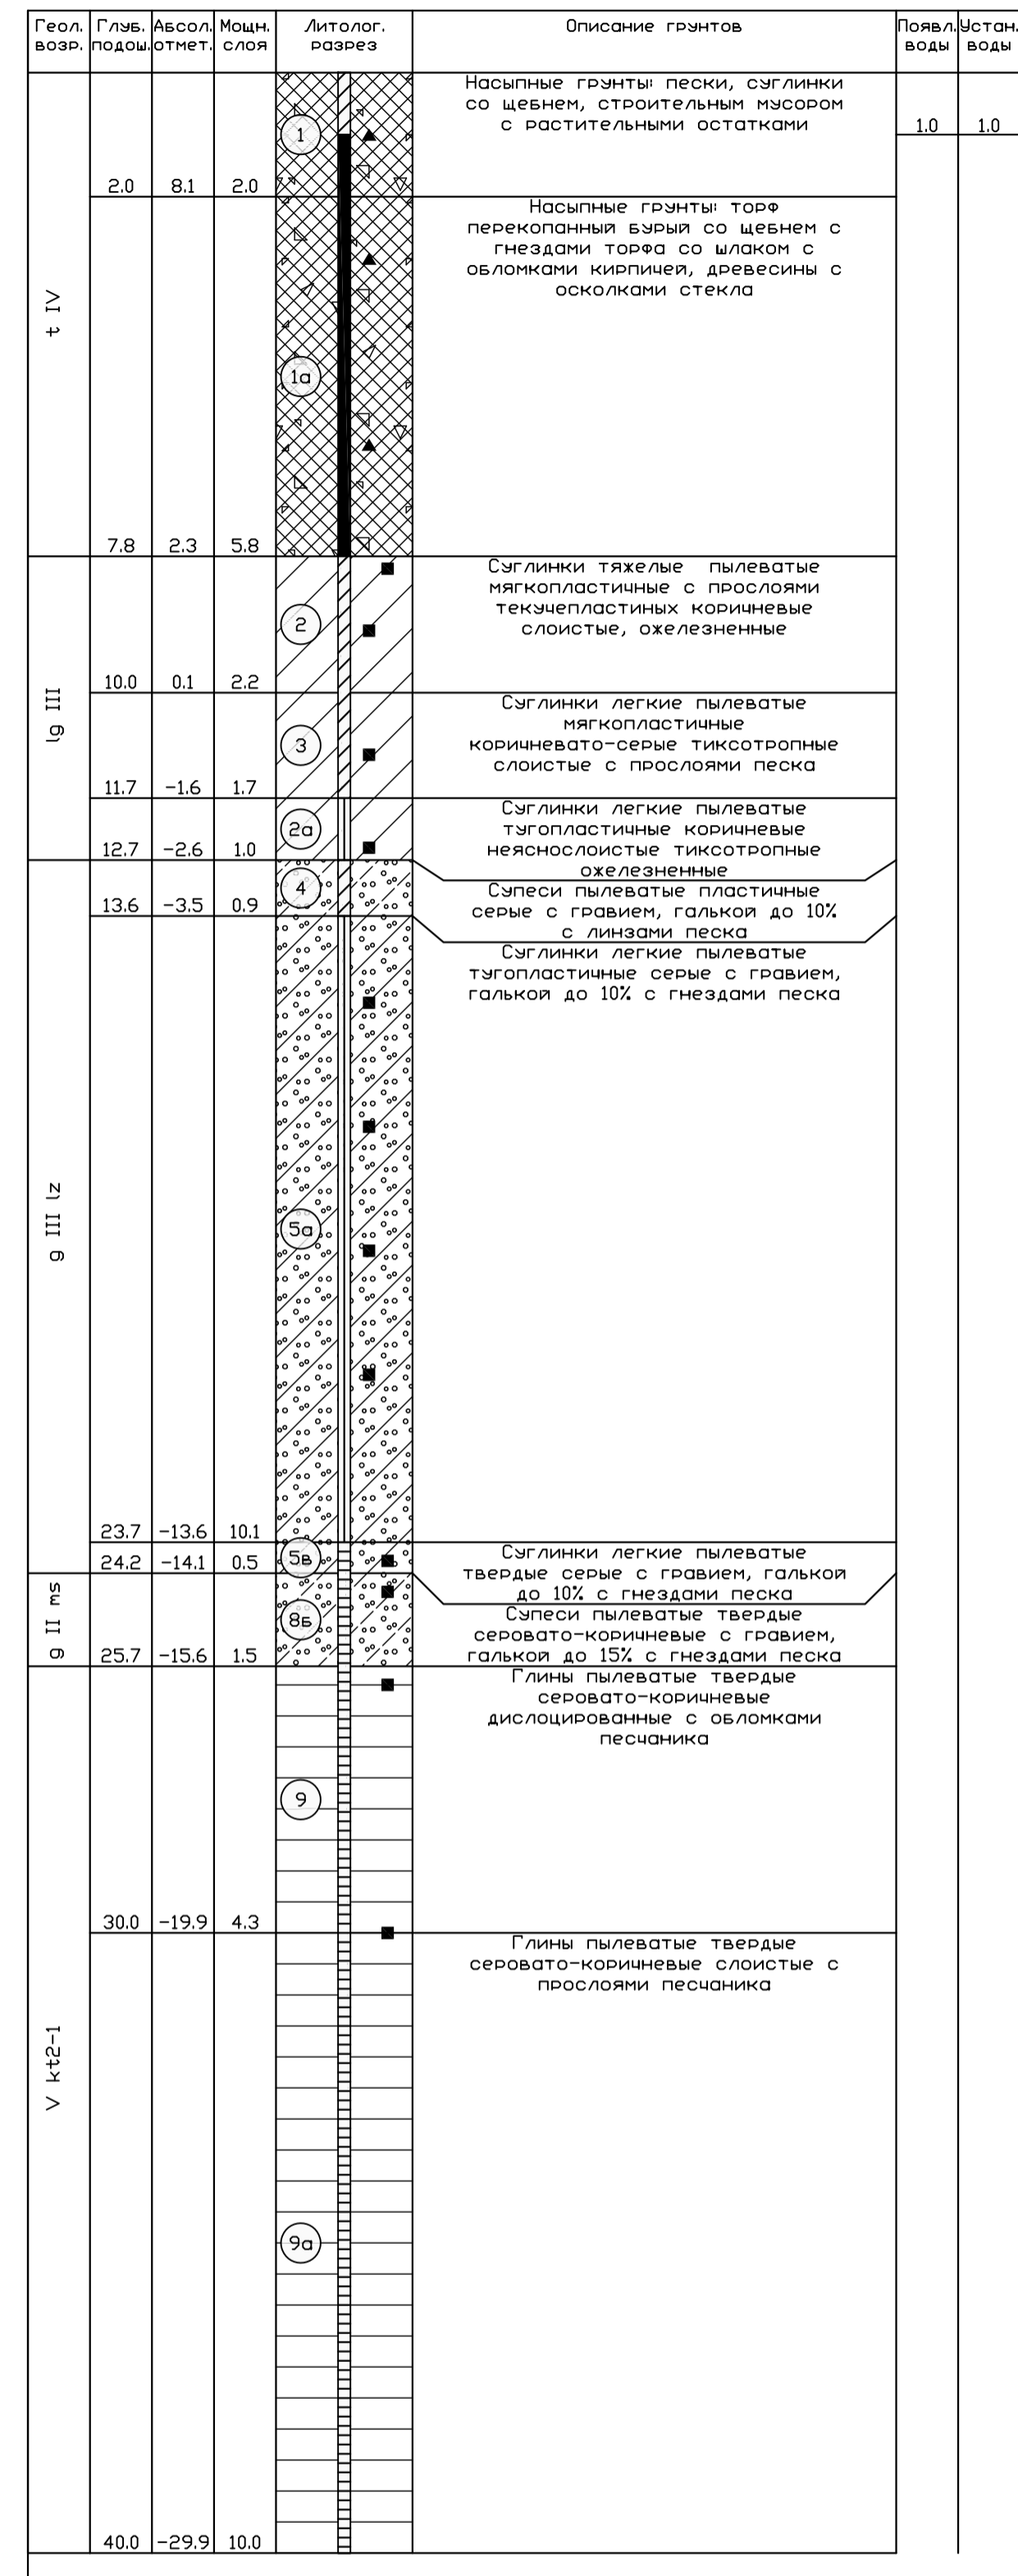 Геол. возр.
Глуб. подош.
Абсол. отмет.
Мощн. слоя
Литолог. разрез
Описание грунтов
Появл. воды
Устан. воды
t IV
1
Насыпные грунты: пески, суглинки
со щебнем, строительным мусором
с растительными остатками
1.0 1.0
2.0 8.1 2.0
1а
Насыпные грунты: торф
перекопанный бурый со щебнем с
гнездами торфа со шлаком с
обломками кирпичей, древесины с
осколками стекла
7.8 2.3 5.8
lg III
2
Суглинки тяжелые пылеватые
мягкопластичные с прослоями
текучепластиных коричневые
слоистые, ожелезненные
10.0 0.1 2.2
3
Суглинки легкие пылеватые
мягкопластичные
коричневато-серые тиксотропные
слоистые с прослоями песка
11.7 -1.6 1.7
2а
Суглинки легкие пылеватые
тугопластичные коричневые
неяснослоистые тиксотропные
ожелезненные
12.7 -2.6 1.0
g III lz
4
Супеси пылеватые пластичные
серые с гравием, галькой до 10%
с линзами песка
13.6 -3.5 0.9
5а
Суглинки легкие пылеватые
тугопластичные серые с гравием,
галькой до 10% с гнездами песка
23.7 -13.6 10.1
5в
Суглинки легкие пылеватые
твердые серые с гравием, галькой
до 10% с гнездами песка
24.2 -14.1 0.5
g II ms
8б
Супеси пылеватые твердые
серовато-коричневые с гравием,
галькой до 15% с гнездами песка
25.7 -15.6 1.5
V kt2-1
9
Глины пылеватые твердые
серовато-коричневые
дислоцированные с обломками
песчаника
30.0 -19.9 4.3
9а
Глины пылеватые твердые
серовато-коричневые слоистые с
прослоями песчаника
40.0 -29.9 10.0